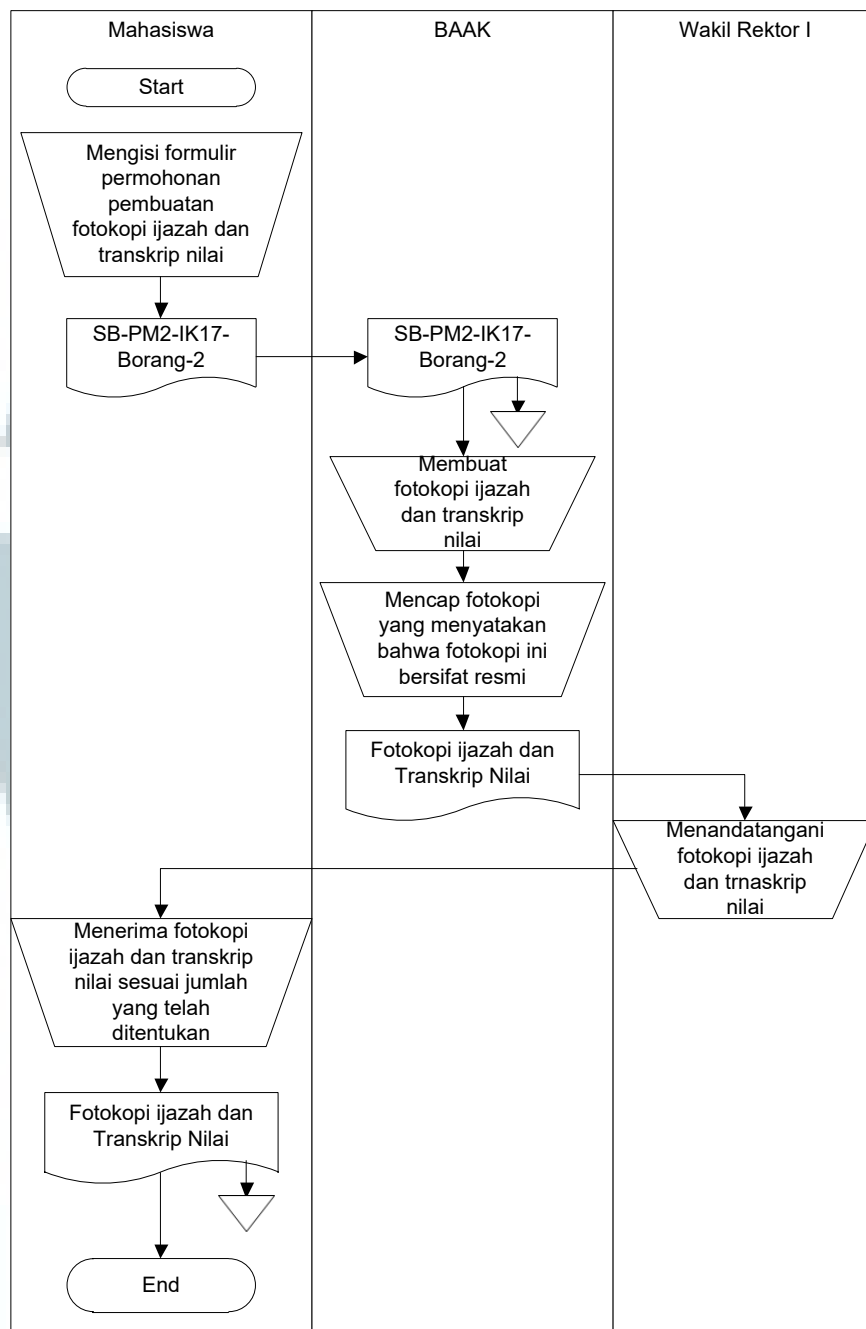 Mahasiswa
BAAK
Wakil Rektor I
Start
Mengisi formulir
permohonan
pembuatan
fotokopi ijazah dan
transkrip nilai
SB-PM2-IK17-
Borang-2
SB-PM2-IK17-
Borang-2
Membuat
fotokopi ijazah
dan transkrip
nilai
Mencap fotokopi
yang menyatakan
bahwa fotokopi ini
bersifat resmi
Fotokopi ijazah dan
Transkrip Nilai
Menandatangani
fotokopi ijazah
dan trnaskrip
nilai
Menerima fotokopi
ijazah dan transkrip
nilai sesuai jumlah
yang telah
ditentukan
Fotokopi ijazah dan
Transkrip Nilai
End